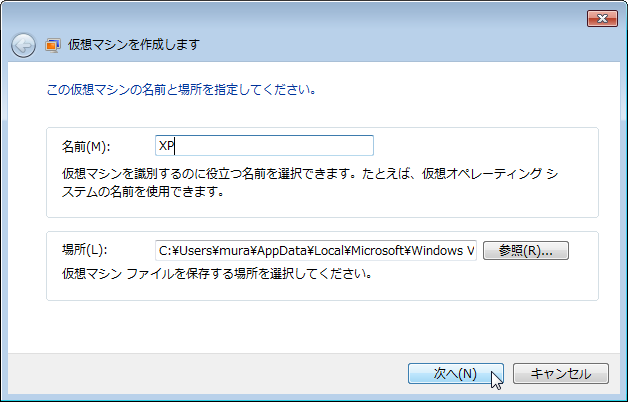 仮想マシンを作成します
この仮想マシンの名前と場所を指定してください。
名前(M): XP
仮想マシンを識別するのに役立つ名前を選択できます。たとえば、仮想オペレーティング シ
ステムの名前を使用できます。
場所(L): C:¥Users¥mura¥AppData¥Local¥Microsoft¥Windows V 参照(R)...
仮想マシン ファイルを保存する場所を選択してください。
次へ(N) キャンセル